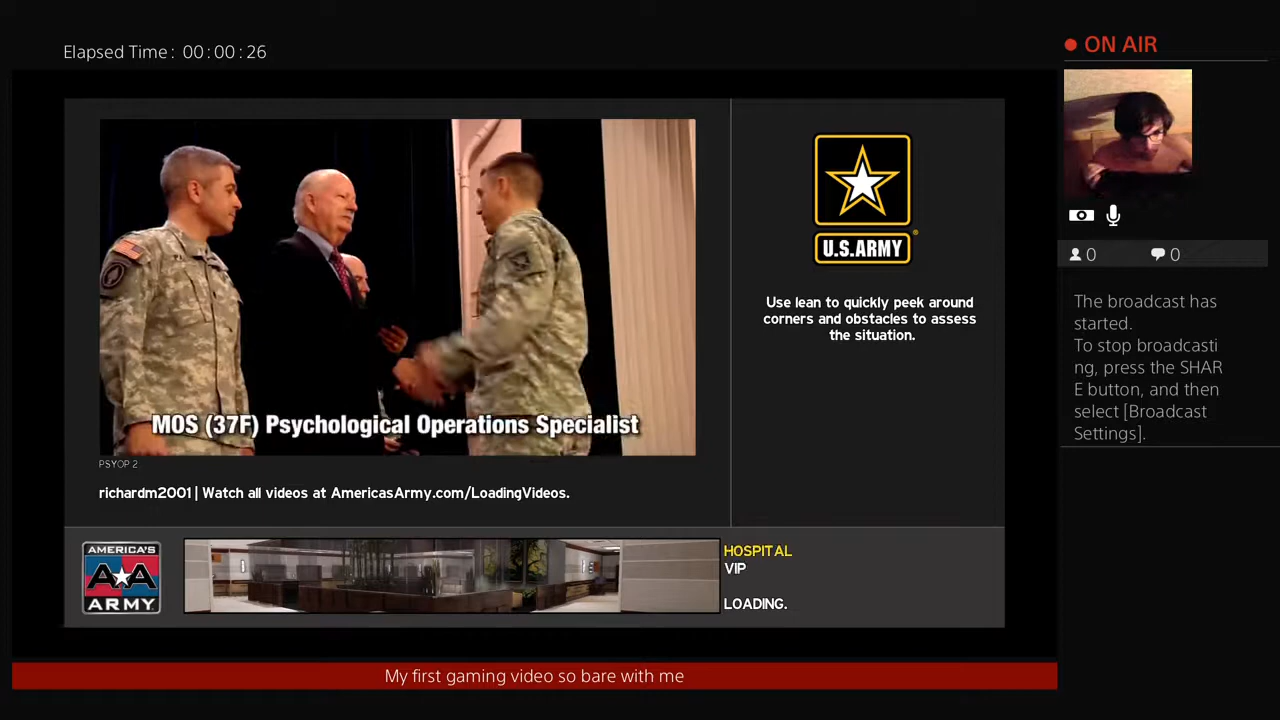 Elapsed Time: 00:00:26
ON AIR
MOS (37F) Psychological Operations Specialist
PSYOP 2
richardm2001 | Watch all videos at AmericasArmy.com/LoadingVideos.
U.S.ARMY
Use lean to quickly peek around
corners and obstacles to assess
the situation.
0 0
The broadcast has
started.
To stop broadcasti
ng, press the SHAR
E button, and then
select [Broadcast
Settings].
AMERICA'S
AA
ARMY
HOSPITAL
VIP
LOADING.
My first gaming video so bare with me